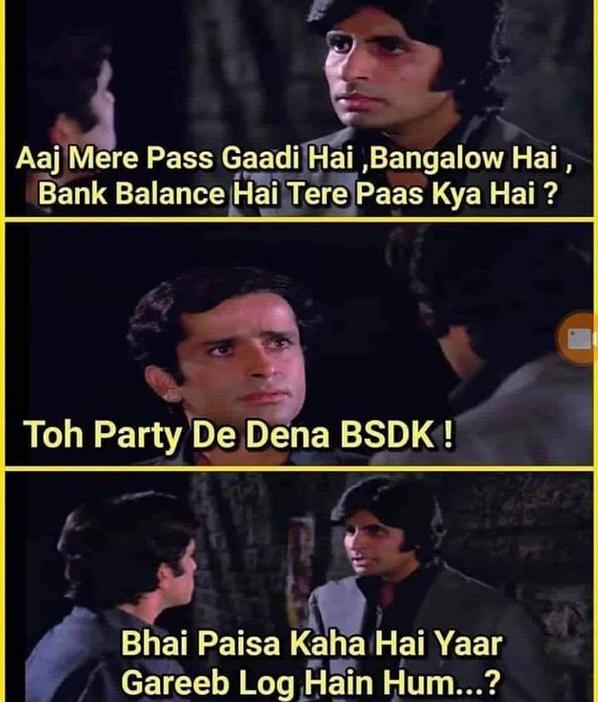 Aaj Mere Pass Gaadi Hai ,Bangalow Hai ,
Bank Balance Hai Tere Paas Kya Hai ?
Toh Party De Dena BSDK !
Bhai Paisa Kaha Hai Yaar
Gareeb Log Hain Hum...?